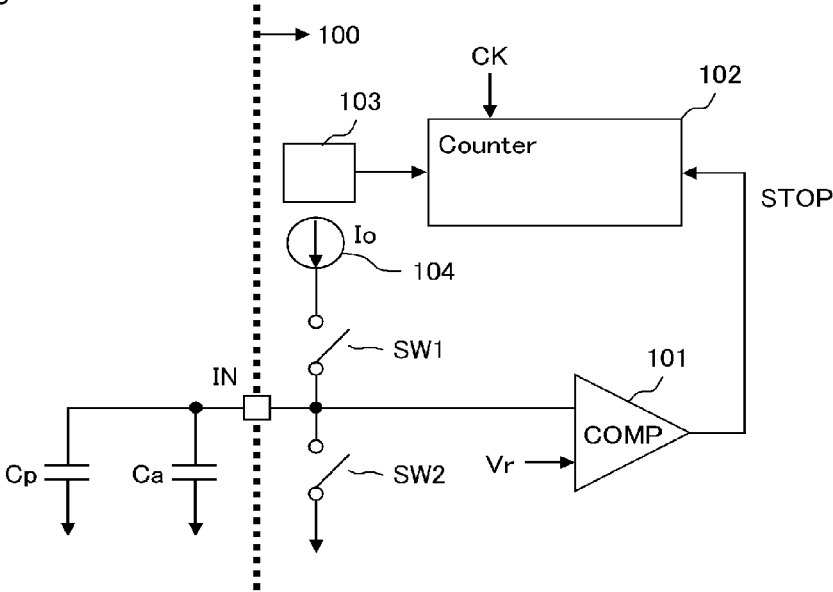 100
CK
102
103
Counter
STOP
Io
104
SW1
101
IN
COMP
Cp
Ca
Vr
SW2